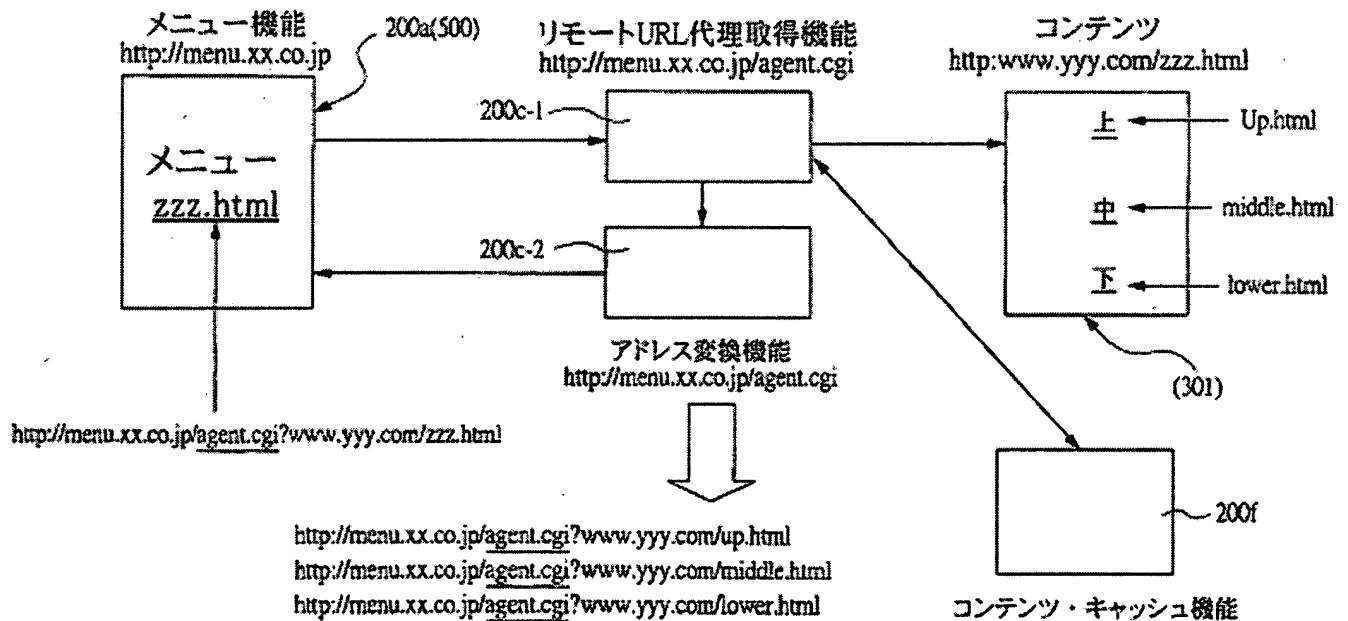 メニュー機能
http://menu.xx.co.jp
200a(500)
リモートURL代理取得機能
http://menu.xx.co.jp/agent.cgi
コンテンツ
http:www.yyy.com/zzz.html
200c-1
メニュー
zzz.html
上
Up.html
中
middle.html
下
lower.html
200c-2
アドレス変換機能
http://menu.xx.co.jp/agent.cgi
(301)
http://menu.xx.co.jp/agent.cgi?www.yyy.com/zzz.html
200f
http://menu.xx.co.jp/agent.cgi?www.yyy.com/up.html
http://menu.xx.co.jp/agent.cgi?www.yyy.com/middle.html
http://menu.xx.co.jp/agent.cgi?www.yyy.com/lower.html
コンテンツ・キャッシュ機能